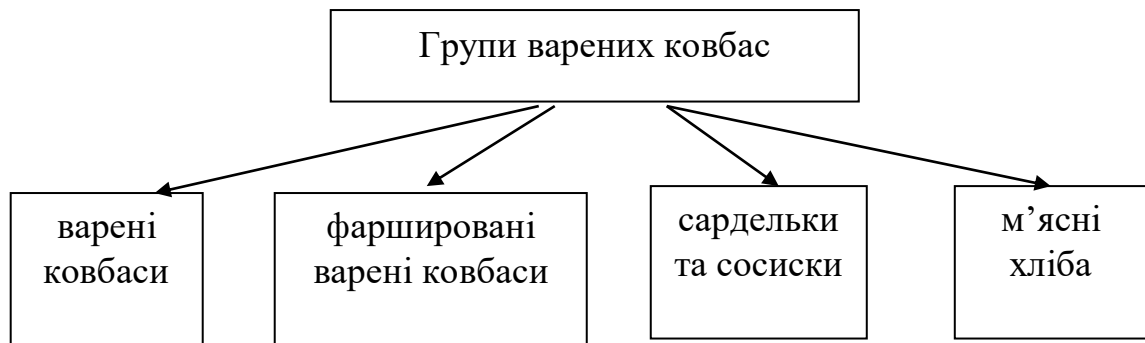 Групи варених ковбас
варені
ковбаси
фаршировані
варені ковбаси
сардельки
та сосиски
м’ясні
хліба